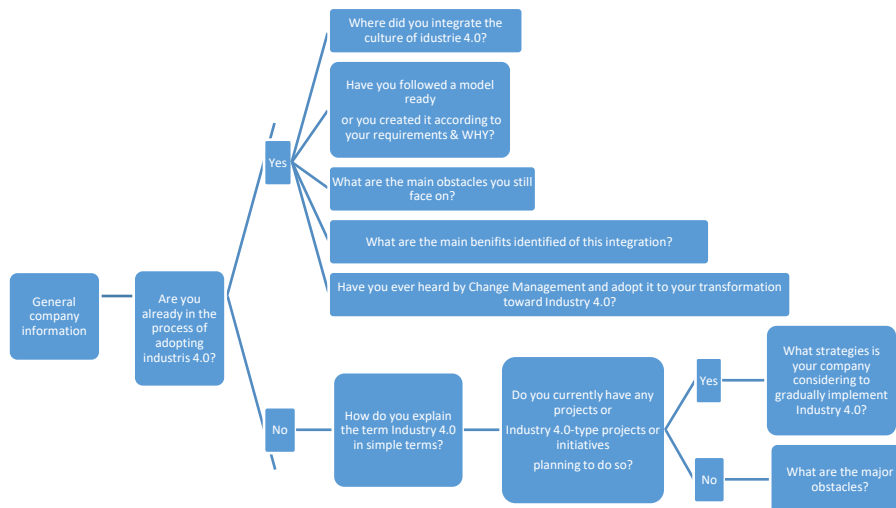 Where did you integrate the
culture of idustrie 4.0?
Have you followed a model
ready
or you created it according to
your requirements & WHY?
Yes
What are the main obstacles you still
face on?
What are the main benifits identified of this integration?
Have you ever heard by Change Management and adopt it to your transformation
toward Industry 4.0?
General
company
information
Are you
already in the
process of
adopting
industris 4.0?
No
How do you explain
the term Industry 4.0
in simple terms?
Do you currently have any
projects or
Industry 4.0-type projects or
initiatives
planning to do so?
Yes
What strategies is
your company
considering to
gradually implement
Industry 4.0?
No
What are the major
obstacles?